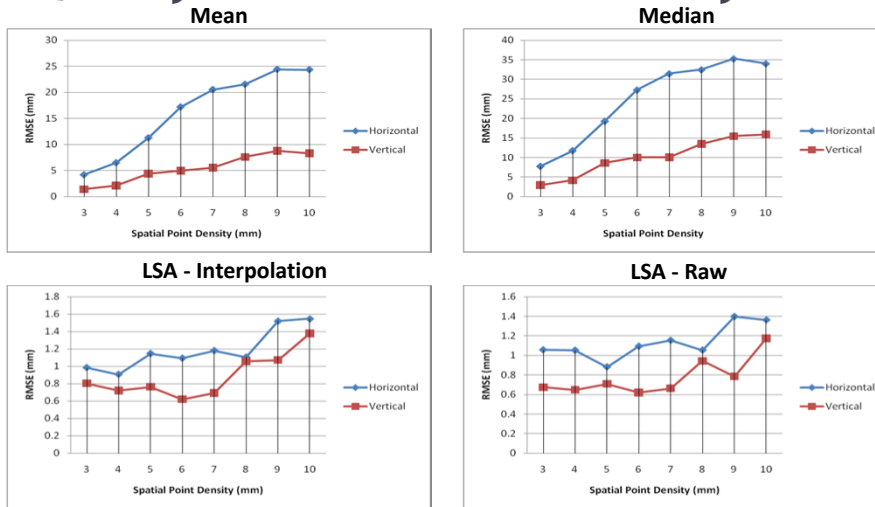 Mean
30
25
20
15
10
5
0
RMSE (mm)
3 4 5 6 7 8 9 10
Spatial Point Density (mm)
Horizontal
Vertical
Median
40
35
30
25
20
15
10
5
0
RMSE (mm)
3 4 5 6 7 8 9 10
Spatial Point Density
Horizontal
Vertical
LSA - Interpolation
1.8
1.6
1.4
1.2
1
0.8
0.6
0.4
0.2
0
RMSE (mm)
3 4 5 6 7 8 9 10
Spatial Point Density (mm)
Horizontal
Vertical
LSA - Raw
1.6
1.4
1.2
1
0.8
0.6
0.4
0.2
0
RMSE (mm)
3 4 5 6 7 8 9 10
Spatial Point Density (mm)
Horizontal
Vertical